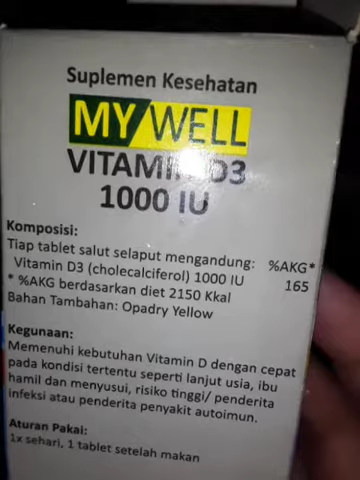 Suplemen Kesehatan
MY WELL
VITAMIN D3
1000 IU
Komposisi:
Tiap tablet salut selaput mengandung: %AKG*
Vitamin D3 (cholecalciferol) 1000 IU 165
* %AKG berdasarkan diet 2150 Kkal
Bahan Tambahan: Opadry Yellow
Kegunaan:
Memenuhi kebutuhan Vitamin D dengan cepat
pada kondisi tertentu seperti lanjut usia, ibu
hamil dan menyusui, risiko tinggi/ penderita
infeksi atau penderita penyakit autoimun.
Aturan Pakai:
1x sehari, 1 tablet setelah makan